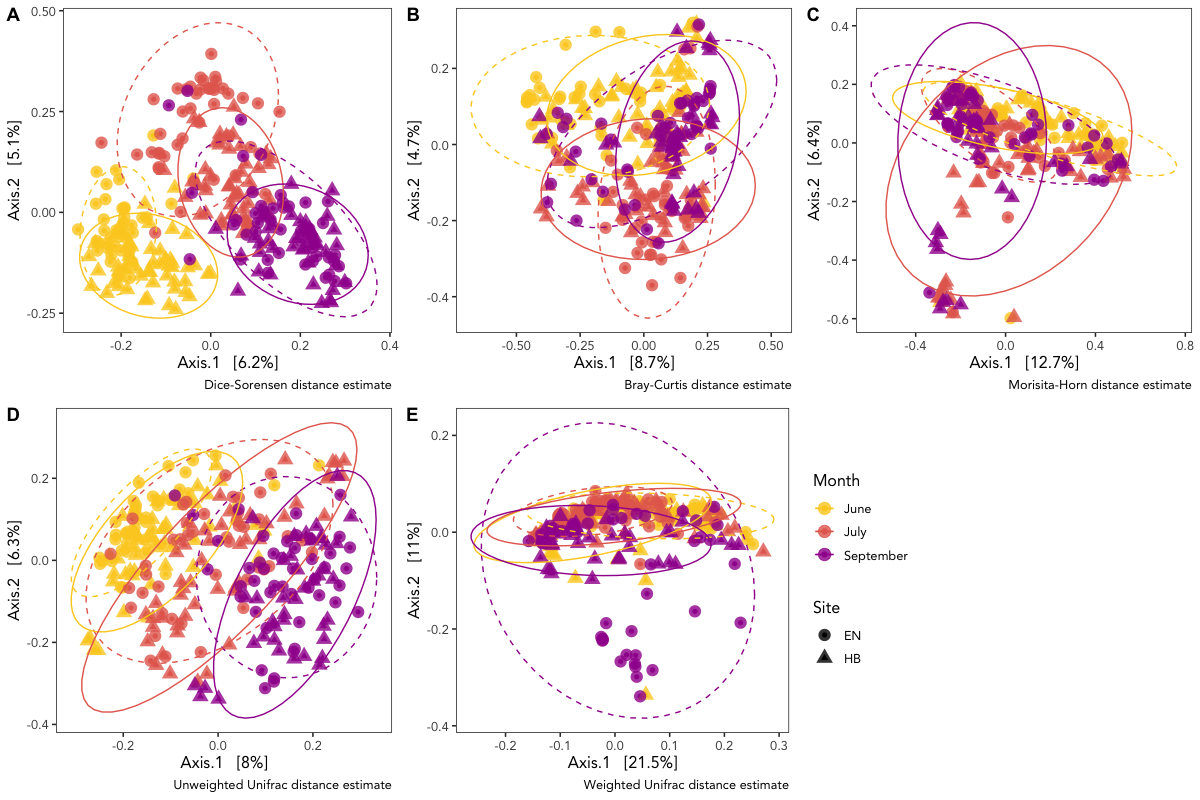 A
0.50
0.25
0.00
-0.25
Axis.2 [5.1%]
-0.2
0.0
0.2
0.4
Axis.1 [6.2%]
Dice-Sorensen distance estimate
B
0.2
0.0
-0.2
-0.4
Axis.2 [4.7%]
-0.50
-0.25
0.00
0.25
0.50
Axis.1 [8.7%]
Bray-Curtis distance estimate
C
0.4
0.2
0.0
-0.2
-0.4
-0.6
Axis.2 [6.4%]
-0.4
0.0
0.4
0.8
Axis.1 [12.7%]
Morisita-Horn distance estimate
D
0.2
0.0
-0.2
-0.4
Axis.2 [6.3%]
-0.2
0.0
0.2
Axis.1 [8%]
Unweighted Unifrac distance estimate
E
0.2
0.0
-0.2
-0.4
Axis.2 [11%]
-0.2
-0.1
0.0
0.1
0.2
0.3
Axis.1 [21.5%]
Weighted Unifrac distance estimate
Month
June
July
September
Site
EN
HB